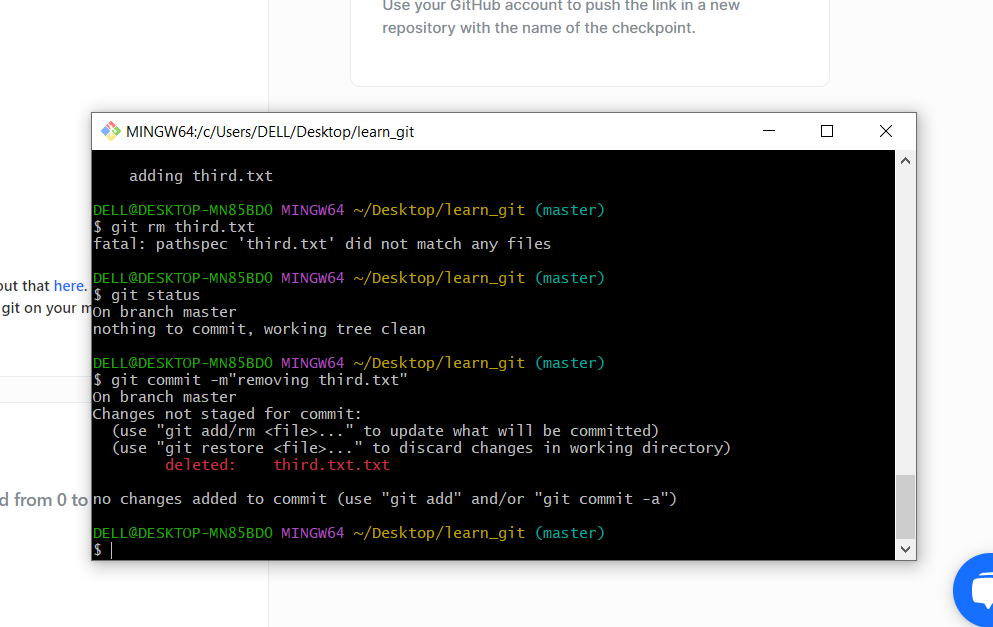 Use your GitHub account to push the link in a new
repository with the name of the checkpoint.
MINGW64:/c/Users/DELL/Desktop/learn_git
adding third.txt
DELL@DESKTOP-MN85BDO MINGW64 ~/Desktop/learn_git (master)
$ git rm third.txt
fatal: pathspec 'third.txt' did not match any files
DELL@DESKTOP-MN85BDO MINGW64 ~/Desktop/learn_git (master)
$ git status
On branch master
nothing to commit, working tree clean
DELL@DESKTOP-MN85BDO MINGW64 ~/Desktop/learn_git (master)
$ git commit -m"removing third.txt"
On branch master
Changes not staged for commit:
(use "git add/rm <file>..." to update what will be committed)
(use "git restore <file>..." to discard changes in working directory)
deleted: third.txt.txt
no changes added to commit (use "git add" and/or "git commit -a")
DELL@DESKTOP-MN85BDO MINGW64 ~/Desktop/learn_git (master)
$
that here.
git on your
from 0 to